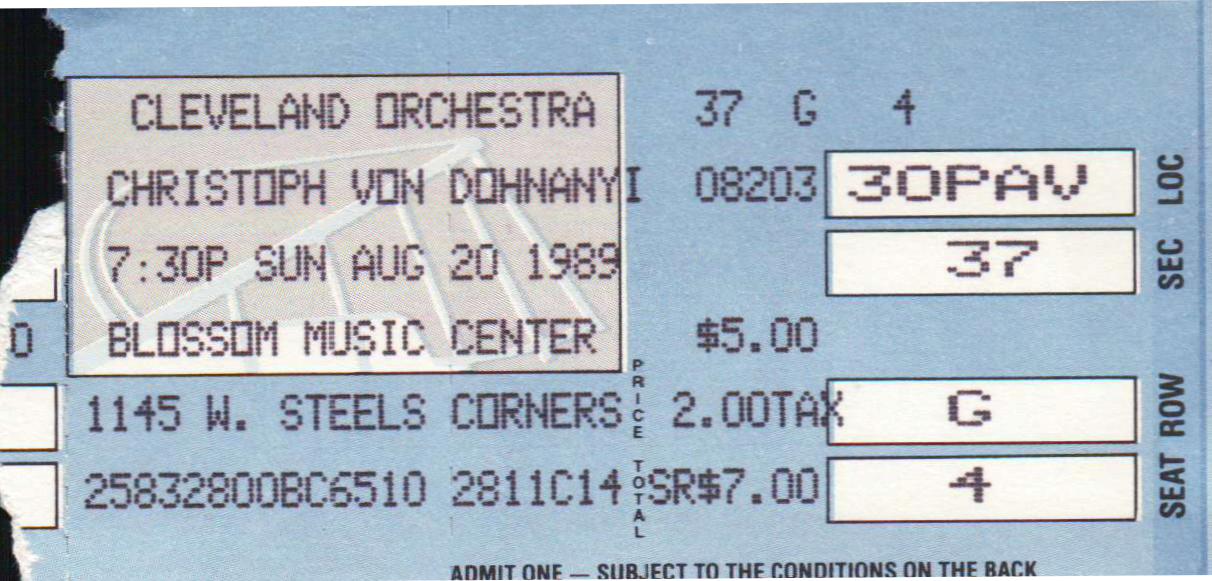 CLEVELAND ORCHESTRA 37 G 4
CHRISTOPH VON DOHNANYI 08203 30PAV LOC
7:30P SUN AUG 20 1989 37 SEC
0 BLOSSOM MUSIC CENTER $5.00
1145 W. STEELS CORNERS PRICE 2.00TAX G ROW
25832800BC6510 2811C14 TOTAL SR$7.00 4 SEAT
ADMIT ONE — SUBJECT TO THE CONDITIONS ON THE BACK